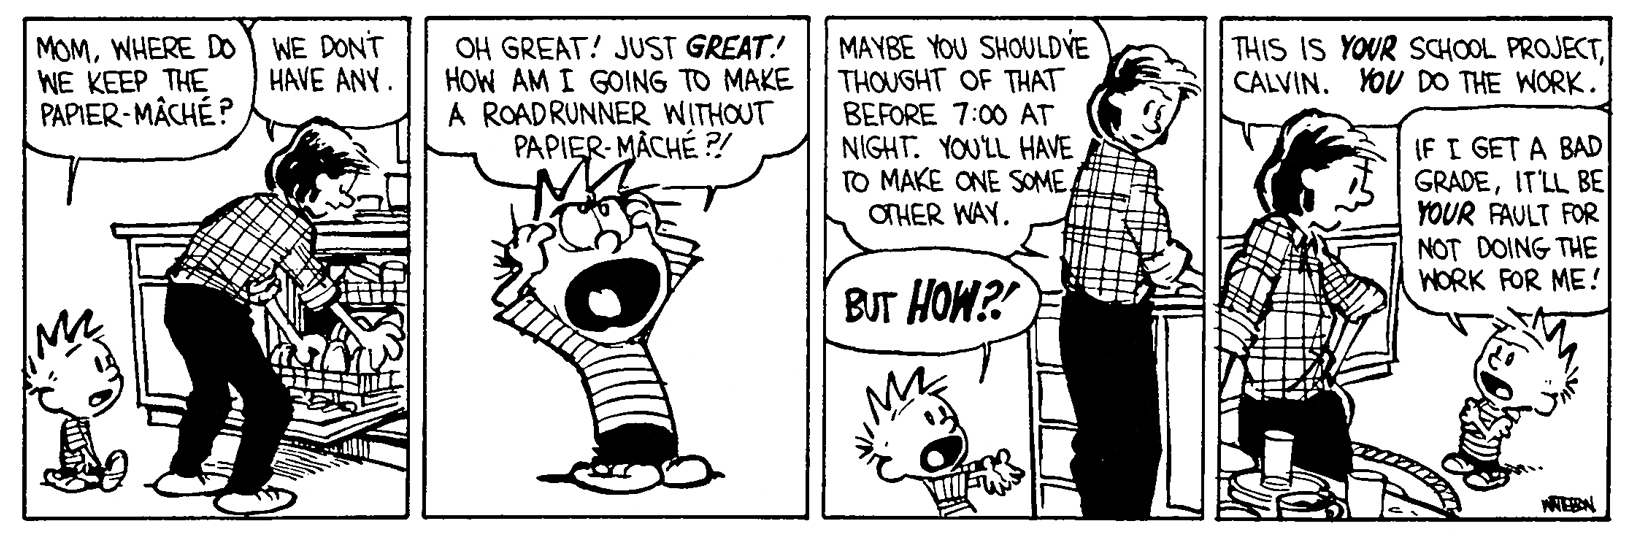 MOM, WHERE DO
WE KEEP THE
PAPIER-MÂCHÉ?
WE DON'T
HAVE ANY.
OH GREAT! JUST GREAT!
HOW AM I GOING TO MAKE
A ROADRUNNER WITHOUT
PAPIER-MÂCHÉ?!
MAYBE YOU SHOULD'VE
THOUGHT OF THAT
BEFORE 7:00 AT
NIGHT. YOU'LL HAVE
TO MAKE ONE SOME
OTHER WAY.
BUT HOW?!
THIS IS YOUR SCHOOL PROJECT,
CALVIN. YOU DO THE WORK.
IF I GET A BAD
GRADE, IT'LL BE
YOUR FAULT FOR
NOT DOING THE
WORK FOR ME!
WATTERSON